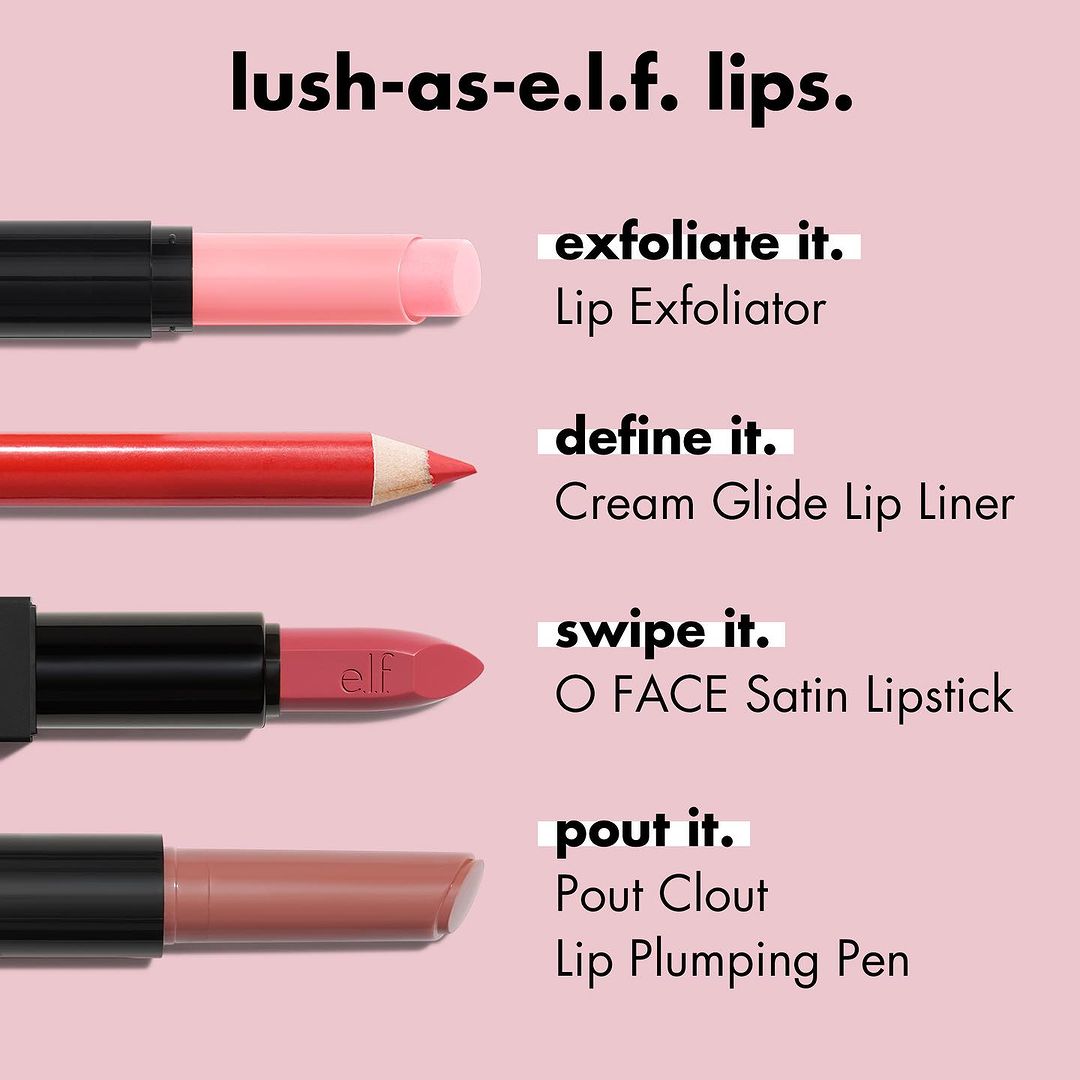 lush-as-e.l.f. lips.
exfoliate it.
Lip Exfoliator
define it.
Cream Glide Lip Liner
swipe it.
e.l.f.
O FACE Satin Lipstick
pout it.
Pout Clout
Lip Plumping Pen